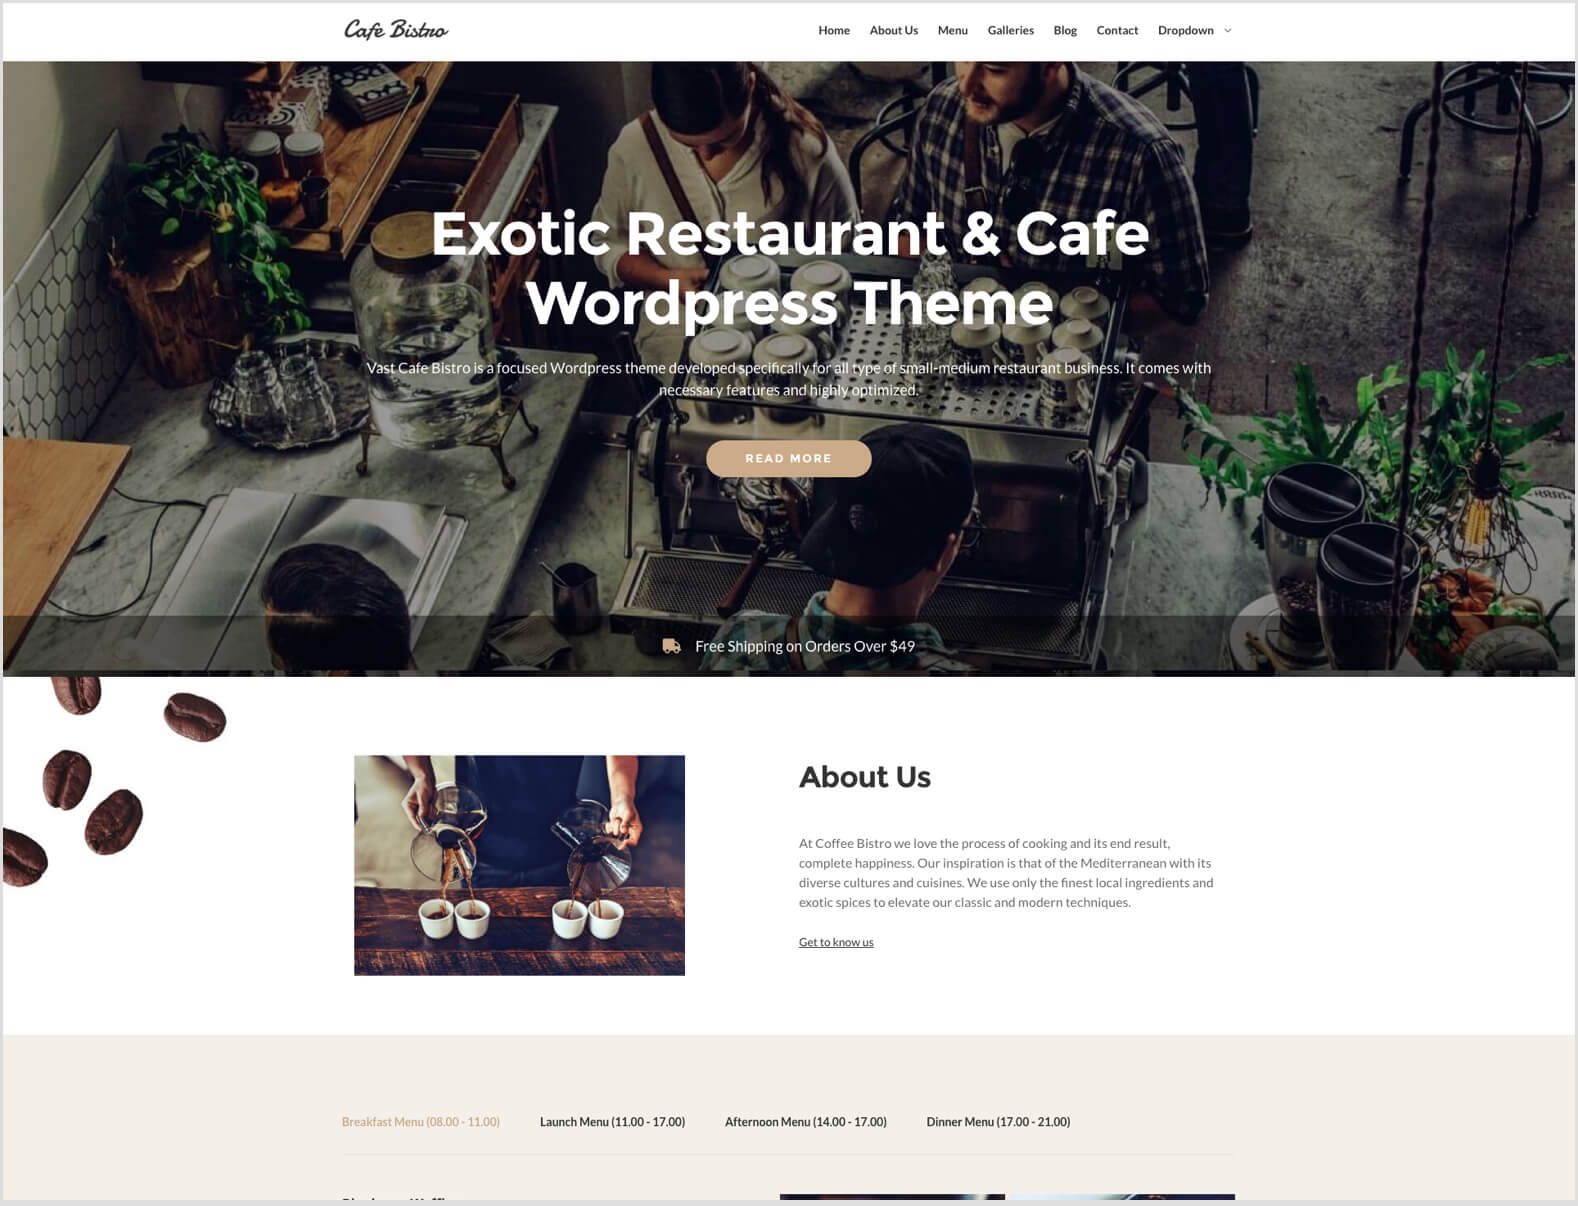 Cafe Bistro
Home About Us Menu Galleries Blog Contact Dropdown
Exotic Restaurant & Cafe
Wordpress Theme
Vast Cafe Bistro is a focused Wordpress theme developed specifically for all type of small-medium restaurant business. It comes with
necessary features and highly optimized.
READ MORE
Free Shipping on Orders Over $49
About Us
At Coffee Bistro we love the process of cooking and its end result,
complete happiness. Our inspiration is that of the Mediterranean with its
diverse cultures and cuisines. We use only the finest local ingredients and
exotic spices to elevate our classic and modern techniques.
Get to know us
Breakfast Menu (08.00 - 11.00) Launch Menu (11.00 - 17.00) Afternoon Menu (14.00 - 17.00) Dinner Menu (17.00 - 21.00)